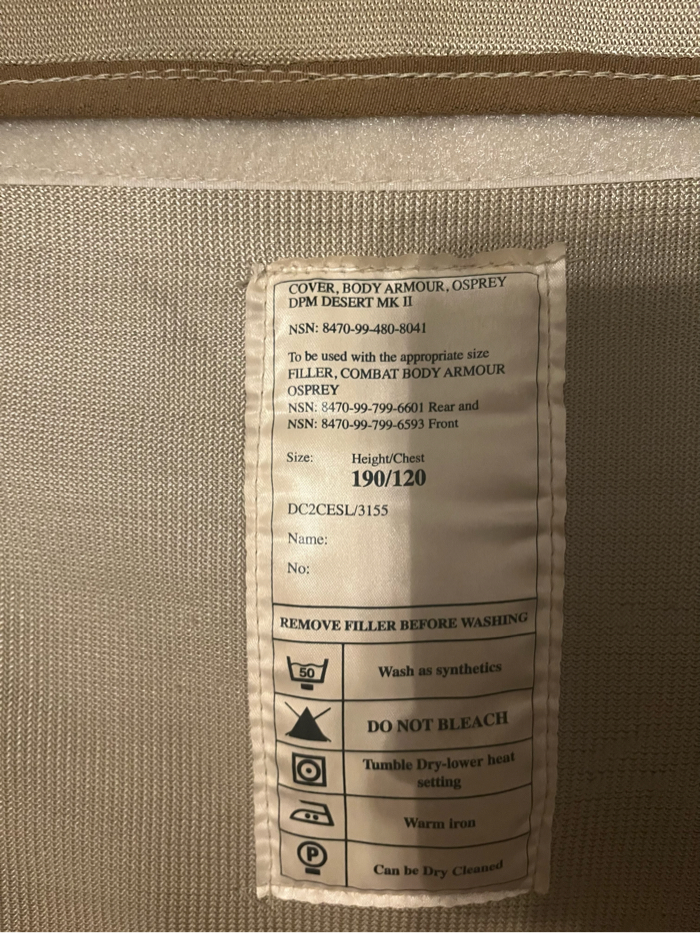 COVER, BODY ARMOUR, OSPREY
DPM DESERT MK II
NSN: 8470-99-480-8041
To be used with the appropriate size
FILLER, COMBAT BODY ARMOUR
OSPREY
NSN: 8470-99-799-6601 Rear and
NSN: 8470-99-799-6593 Front
Size: Height/Chest
190/120
DC2CESL/3155
Name:
No:
REMOVE FILLER BEFORE WASHING
50 Wash as synthetics
DO NOT BLEACH
Tumble Dry-lower heat
setting
Warm iron
P Can be Dry Cleaned